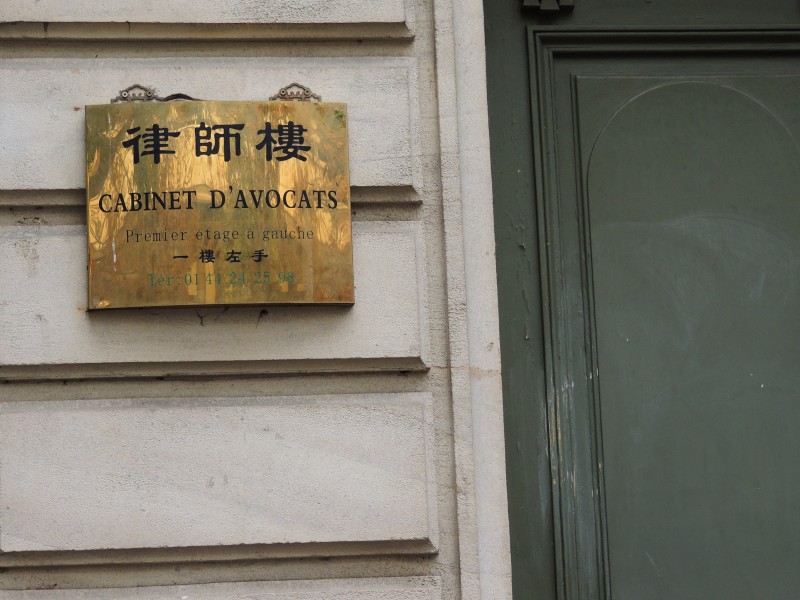 律師樓
CABINET D'AVOCATS
Premier etage a gauche
一樓左手
Tel: 01 44 24 25 98